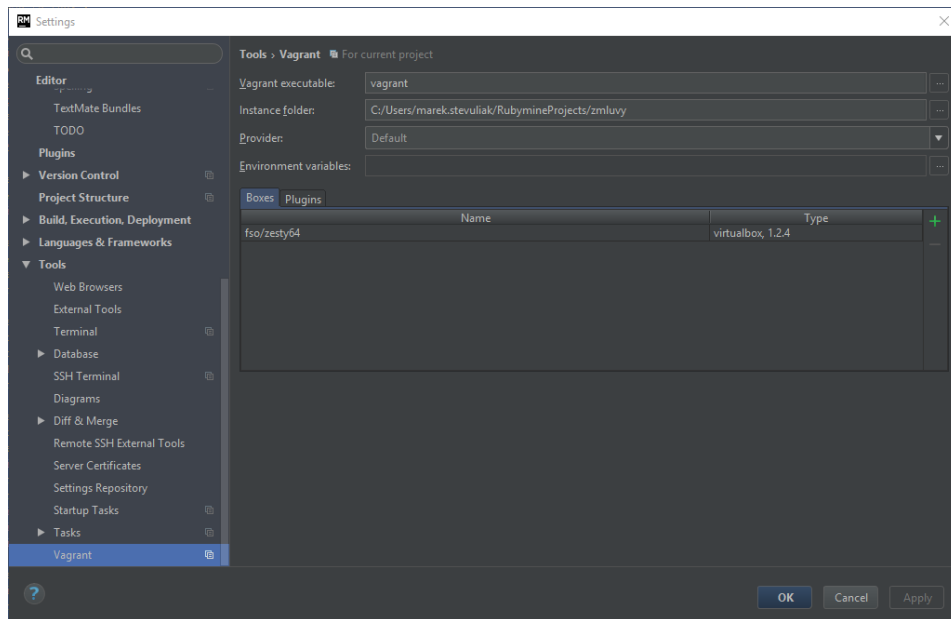 RM
Settings
Editor
TextMate Bundles
TODO
Plugins
Version Control
Project Structure
Build, Execution, Deployment
Languages & Frameworks
Tools
Web Browsers
External Tools
Terminal
Database
SSH Terminal
Diagrams
Diff & Merge
Remote SSH External Tools
Server Certificates
Settings Repository
Startup Tasks
Tasks
Vagrant
Tools › Vagrant For current project
Vagrant executable: vagrant ...
Instance folder: C:/Users/marek.stevuliak/RubymineProjects/zmluvy ...
Provider: Default
Environment variables: ...
Boxes Plugins
Name Type
fso/zesty64 virtualbox, 1.2.4
? OK Cancel Apply